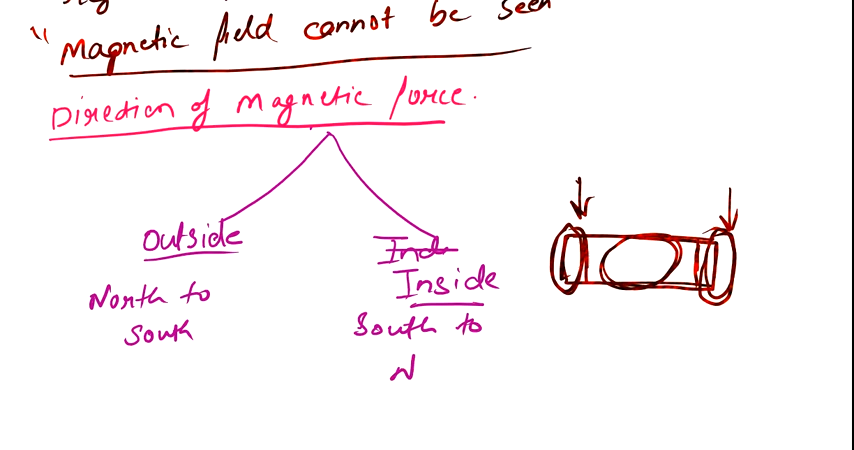 " Magnetic field cannot be seen
Direction of magnetic force.
Outside
Inside
North to
South
South to
N